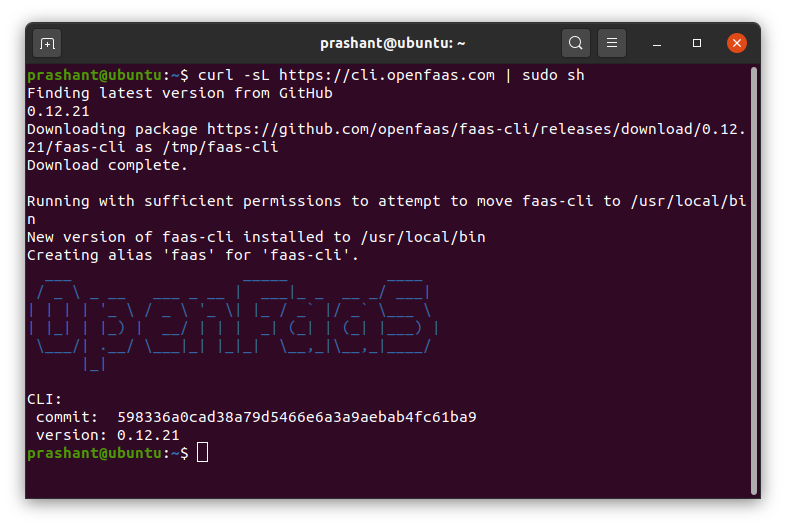 prashant@ubuntu: ~
prashant@ubuntu:~$ curl -sL https://cli.openfaas.com | sudo sh
Finding latest version from GitHub
0.12.21
Downloading package https://github.com/openfaas/faas-cli/releases/download/0.12.
21/faas-cli as /tmp/faas-cli
Download complete.
Running with sufficient permissions to attempt to move faas-cli to /usr/local/bi
n
New version of faas-cli installed to /usr/local/bin
Creating alias 'faas' for 'faas-cli'.
OpenFaaS
CLI:
commit:  598336a0cad38a79d5466e6a3a9aebab4fc61ba9
version: 0.12.21
prashant@ubuntu:~$